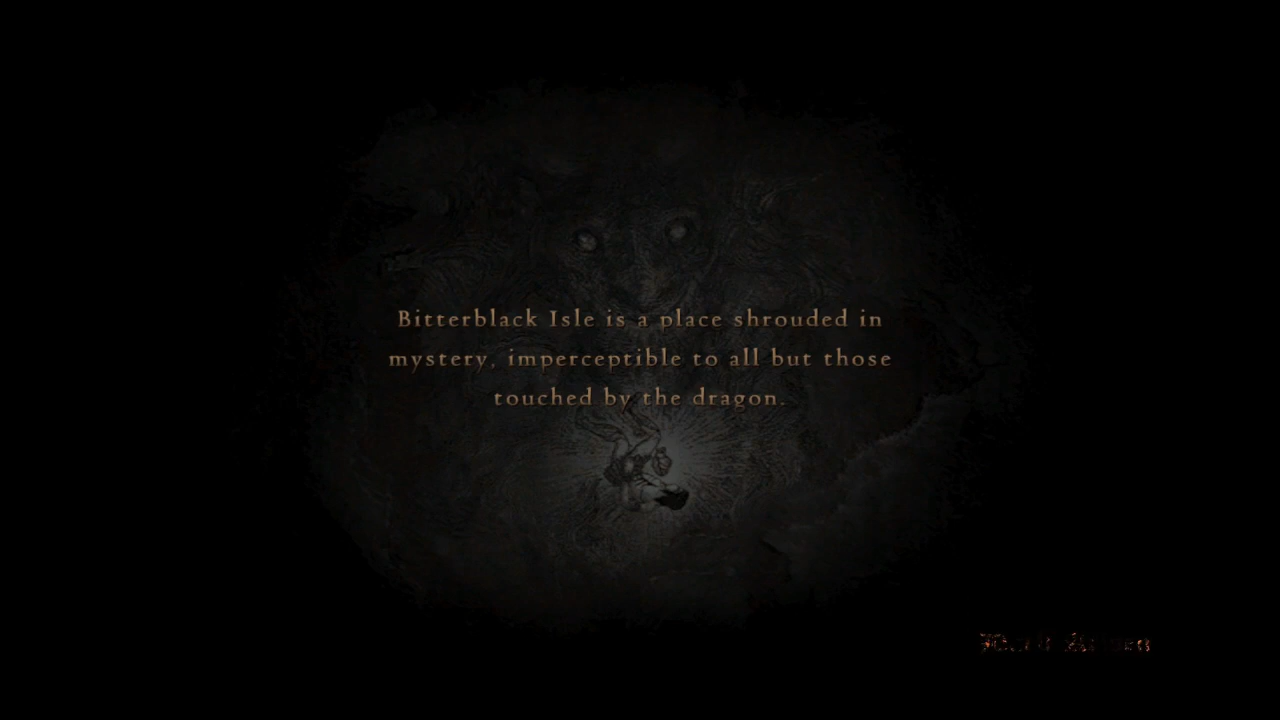 Bitterblack Isle is a place shrouded in
mystery, imperceptible to all but those
touched by the dragon.